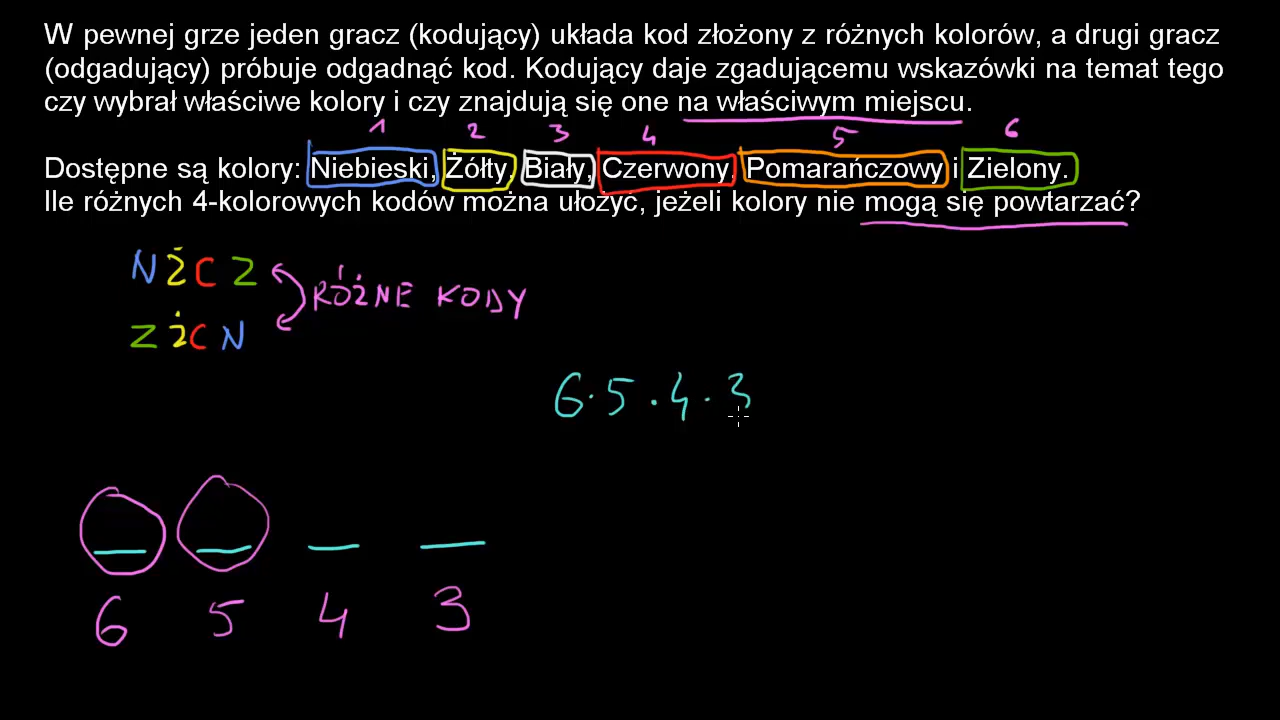 W pewnej grze jeden gracz (kodujący) układa kod złożony z różnych kolorów, a drugi gracz
(odgadujący) próbuje odgadnąć kod. Kodujący daje zgadującemu wskazówki na temat tego
czy wybrał właściwe kolory i czy znajdują się one na właściwym miejscu.
1 2 3 4 5 6
Dostępne są kolory: Niebieski, Żółty, Biały, Czerwony, Pomarańczowy i Zielony.
Ile różnych 4-kolorowych kodów można ułożyć, jeżeli kolory nie mogą się powtarzać?
N Ż C Z
RÓŻNE KODY
Z Ż C N
6 · 5 · 4 · 3
6 5 4 3